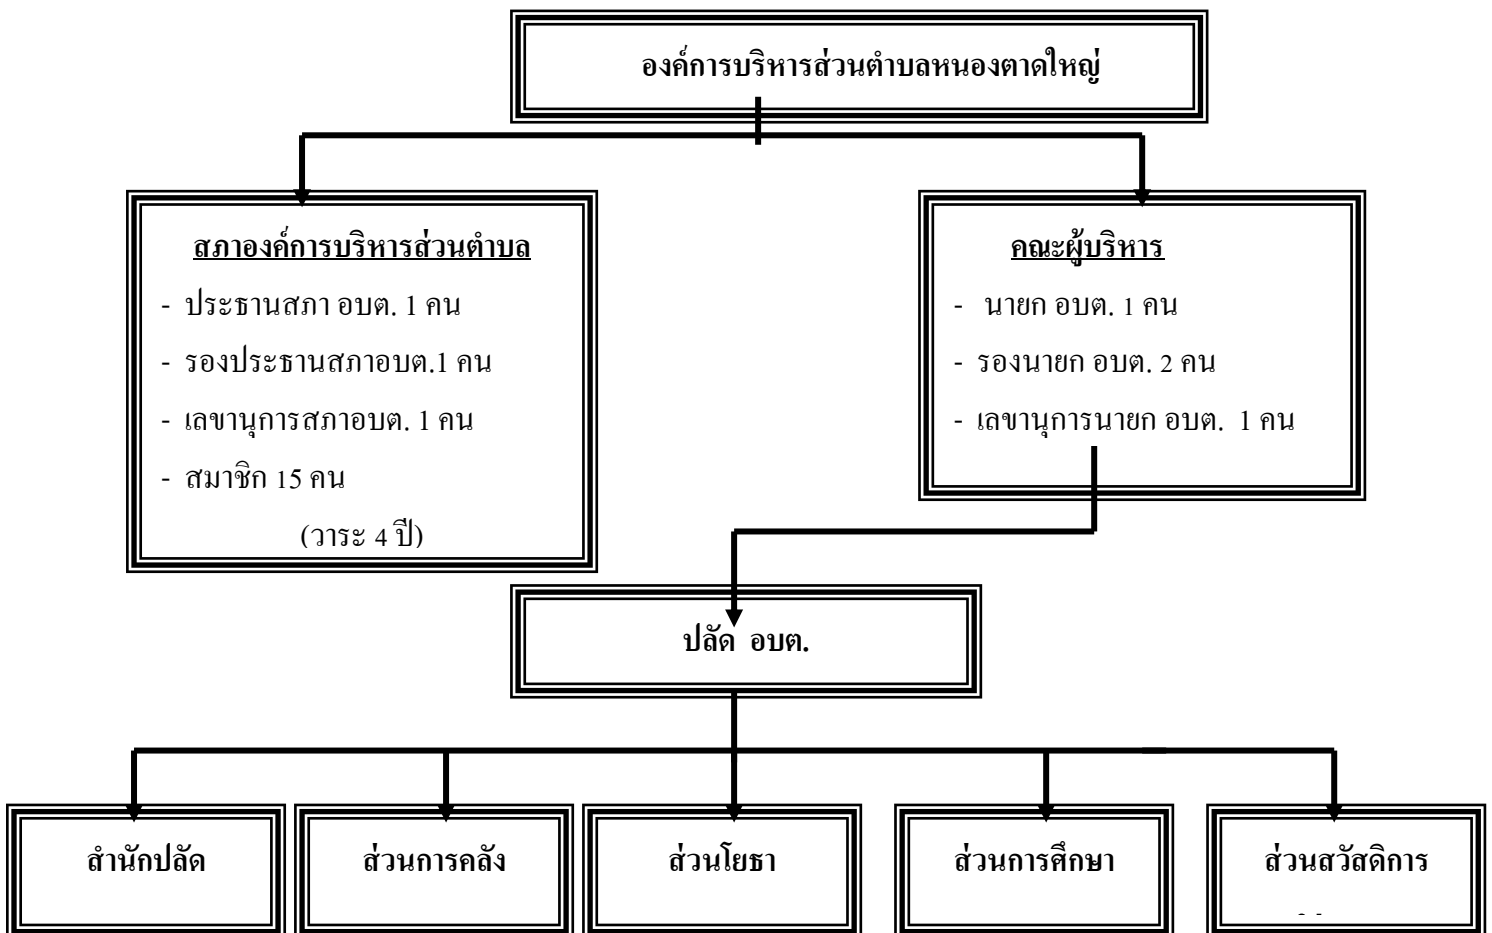 องค์การบริหารส่วนตำบลหนองตาดใหญ่
สภาองค์การบริหารส่วนตำบล
- ประธานสภา อบต. 1 คน
- รองประธานสภาอบต.1 คน
- เลขานุการสภาอบต. 1 คน
- สมาชิก 15 คน
(วาระ 4 ปี)
คณะผู้บริหาร
- นายก อบต. 1 คน
- รองนายก อบต. 2 คน
- เลขานุการนายก อบต. 1 คน
ปลัด อบต.
สำนักปลัด
ส่วนการคลัง
ส่วนโยธา
ส่วนการศึกษา
ส่วนสวัสดิการ